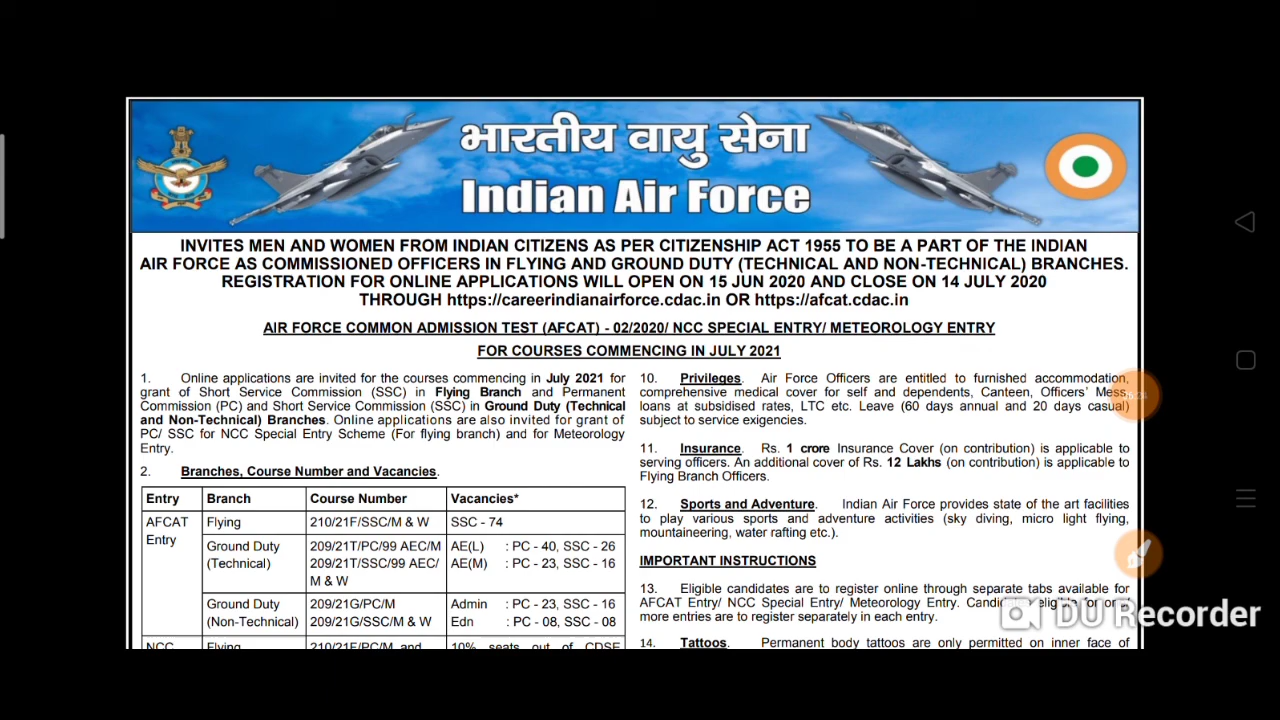 भारतीय वायु सेना
Indian Air Force
INVITES MEN AND WOMEN FROM INDIAN CITIZENS AS PER CITIZENSHIP ACT 1955 TO BE A PART OF THE INDIAN
AIR FORCE AS COMMISSIONED OFFICERS IN FLYING AND GROUND DUTY (TECHNICAL AND NON-TECHNICAL) BRANCHES.
REGISTRATION FOR ONLINE APPLICATIONS WILL OPEN ON 15 JUN 2020 AND CLOSE ON 14 JULY 2020
THROUGH https://careerindianairforce.cdac.in OR https://afcat.cdac.in
AIR FORCE COMMON ADMISSION TEST (AFCAT) - 02/2020/ NCC SPECIAL ENTRY/ METEOROLOGY ENTRY
FOR COURSES COMMENCING IN JULY 2021
1. Online applications are invited for the courses commencing in July 2021 for
grant of Short Service Commission (SSC) in Flying Branch and Permanent
Commission (PC) and Short Service Commission (SSC) in Ground Duty (Technical
and Non-Technical) Branches. Online applications are also invited for grant of
PC/ SSC for NCC Special Entry Scheme (For flying branch) and for Meteorology
Entry.
2. Branches, Course Number and Vacancies.
Entry Branch Course Number Vacancies*
AFCAT Flying 210/21F/SSC/M & W SSC - 74
Entry
Ground Duty 209/21T/PC/99 AEC/M AE(L) : PC - 40, SSC - 26
(Technical) 209/21T/SSC/99 AEC/ AE(M) : PC - 23, SSC - 16
M & W
Ground Duty 209/21G/PC/M Admin : PC - 23, SSC - 16
(Non-Technical) 209/21G/SSC/M & W Edn : PC - 08, SSC - 08
NCC Flying 210/21F/PC/M and 10% seats out of CDSE
10. Privileges. Air Force Officers are entitled to furnished accommodation,
comprehensive medical cover for self and dependents, Canteen, Officers' Mess,
loans at subsidised rates, LTC etc. Leave (60 days annual and 20 days casual)
subject to service exigencies.
11. Insurance. Rs. 1 crore Insurance Cover (on contribution) is applicable to
serving officers. An additional cover of Rs. 12 Lakhs (on contribution) is applicable to
Flying Branch Officers.
12. Sports and Adventure. Indian Air Force provides state of the art facilities
to play various sports and adventure activities (sky diving, micro light flying,
mountaineering, water rafting etc.).
IMPORTANT INSTRUCTIONS
13. Eligible candidates are to register online through separate tabs available for
AFCAT Entry/ NCC Special Entry/ Meteorology Entry. eligible for
more entries are to register separately in each entry.
14. Tattoos. Permanent body tattoos are only permitted on inner face of
DU Recorder